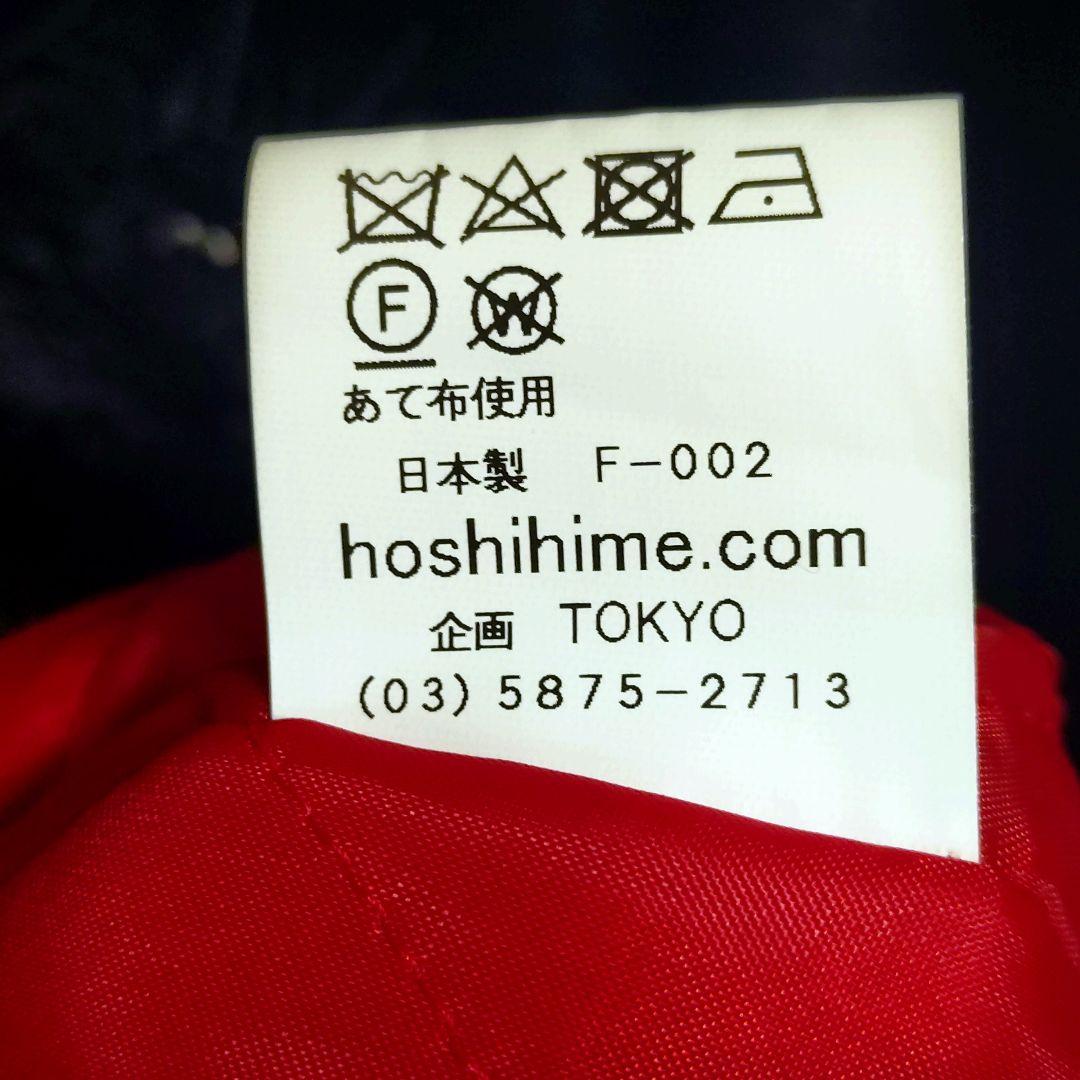 F W
あて布使用
日本製 F-002
hoshihime.com
企画 TOKYO
(03)5875-2713